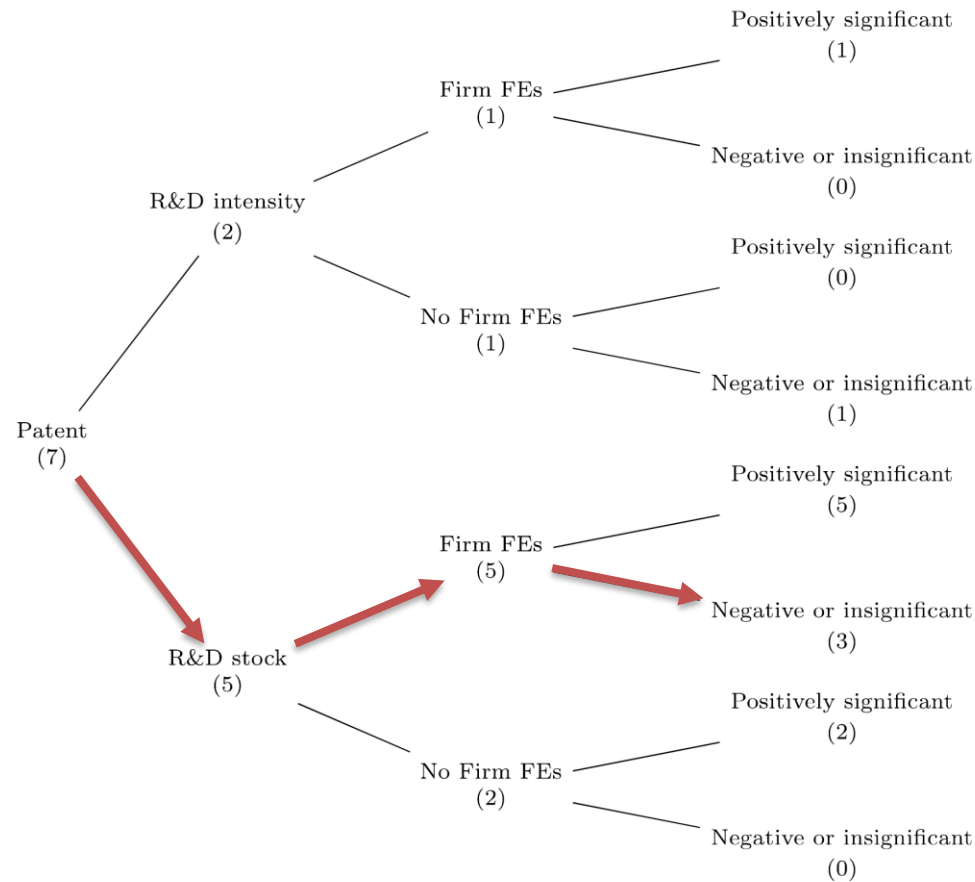 Positively significant
(1)
Firm FEs
(1)
Negative or insignificant
(0)
R&D intensity
(2)
Positively significant
(0)
No Firm FEs
(1)
Negative or insignificant
(1)
Patent
(7)
Positively significant
(5)
Firm FEs
(5)
Negative or insignificant
(3)
R&D stock
(5)
Positively significant
(2)
No Firm FEs
(2)
Negative or insignificant
(0)